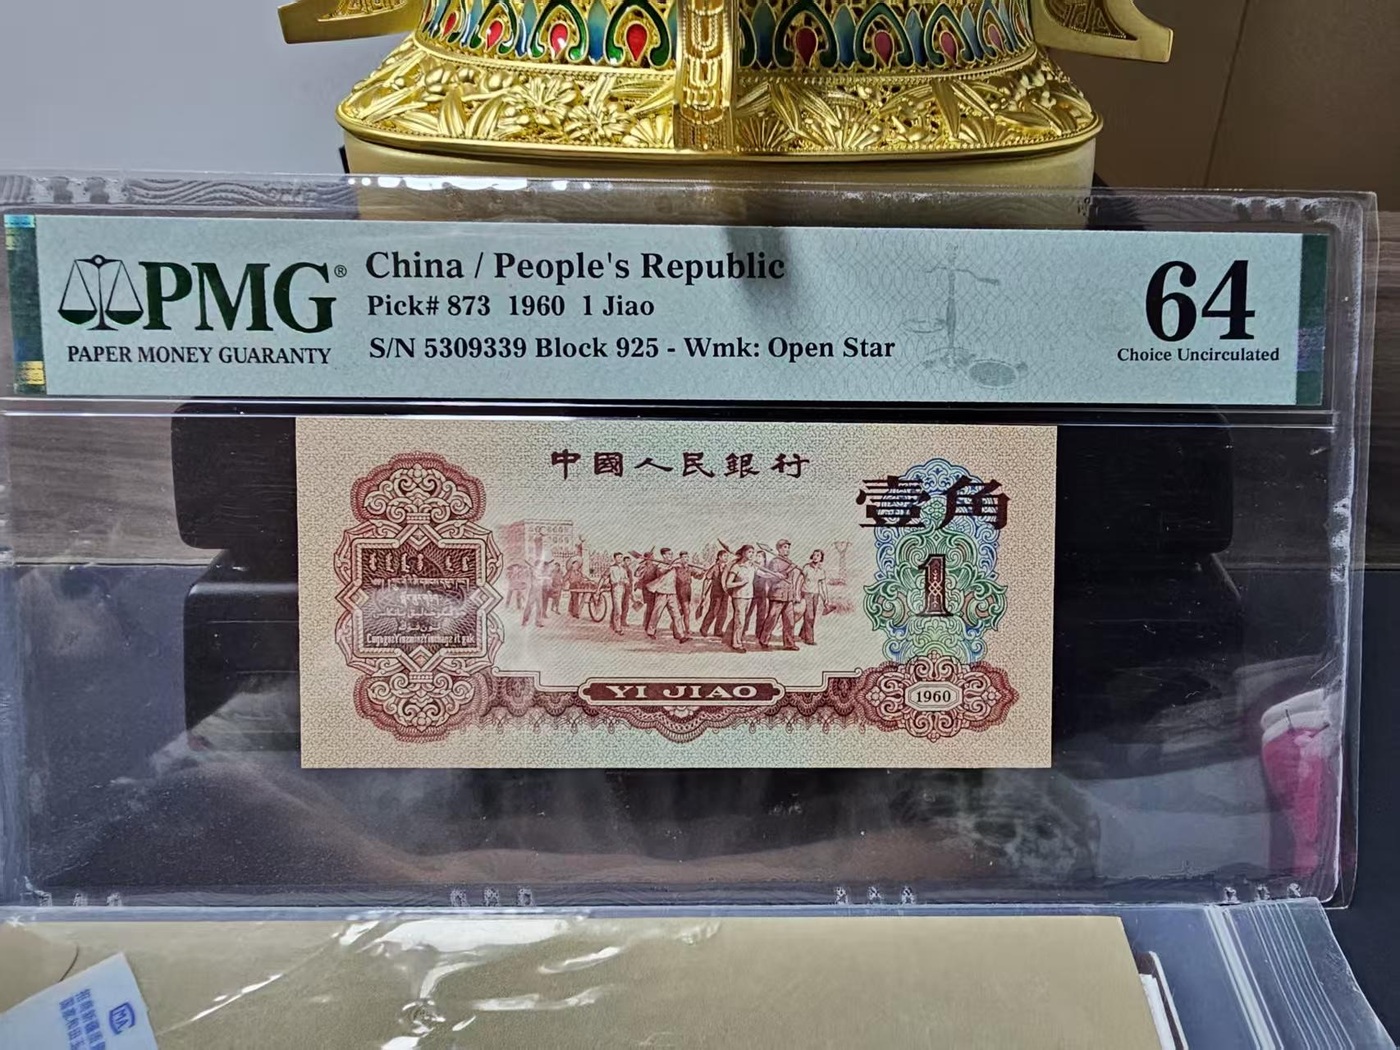 PMG®
PAPER MONEY GUARANTY
China / People's Republic
Pick# 873 1960 1 Jiao
S/N 5309339 Block 925 - Wmk: Open Star
64
Choice Uncirculated
中國人民銀行
壹角
1
YI JIAO
1960